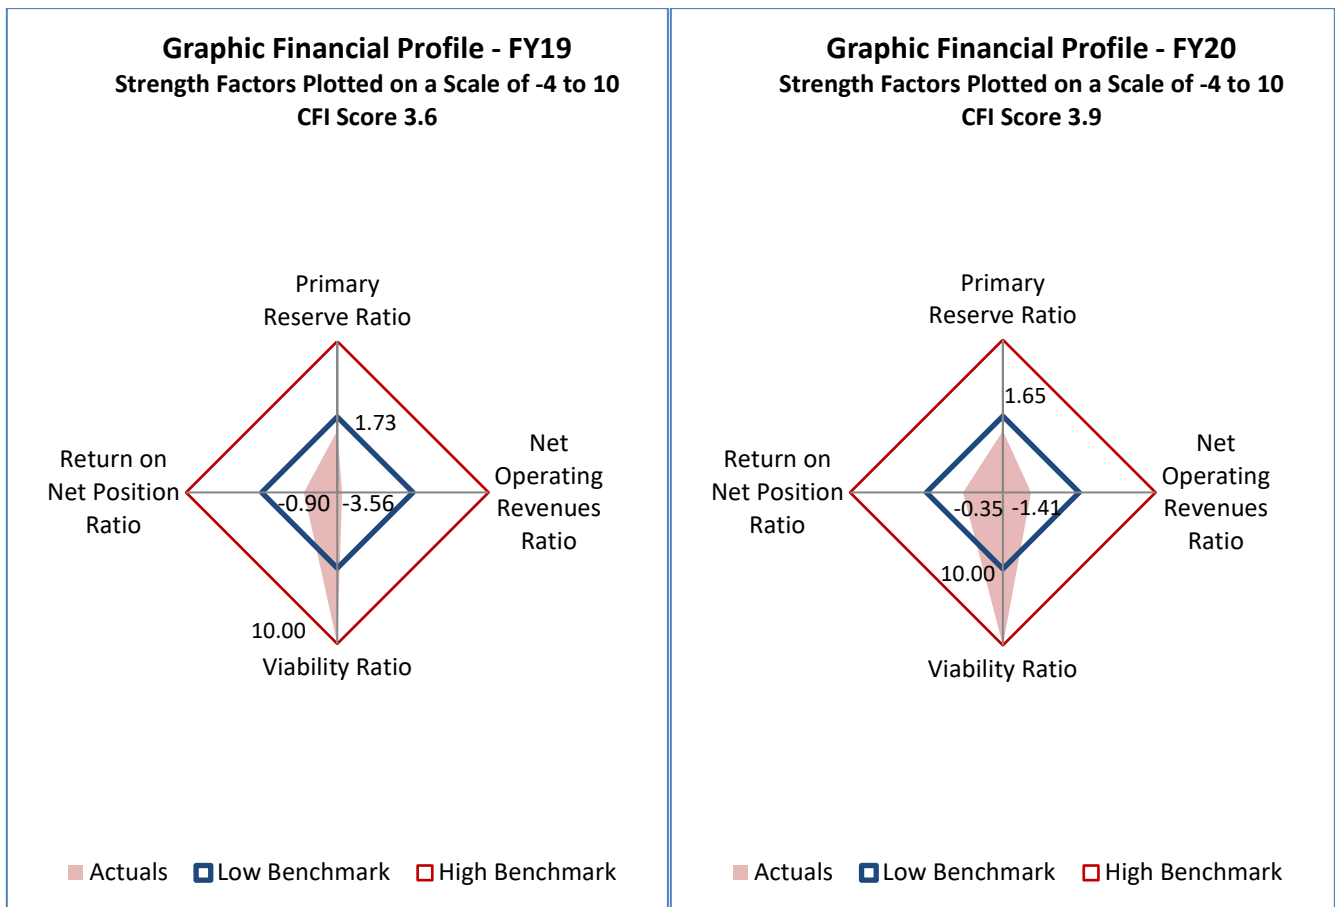 Graphic Financial Profile - FY19
Strength Factors Plotted on a Scale of -4 to 10
CFI Score 3.6
Primary
Reserve Ratio
1.73
Net
Operating
Revenues
Ratio
Return on
Net Position
Ratio
-0.90
-3.56
10.00
Viability Ratio
Actuals
Low Benchmark
High Benchmark
Graphic Financial Profile - FY20
Strength Factors Plotted on a Scale of -4 to 10
CFI Score 3.9
Primary
Reserve Ratio
1.65
Net
Operating
Revenues
Ratio
Return on
Net Position
Ratio
-0.35
-1.41
10.00
Viability Ratio
Actuals
Low Benchmark
High Benchmark